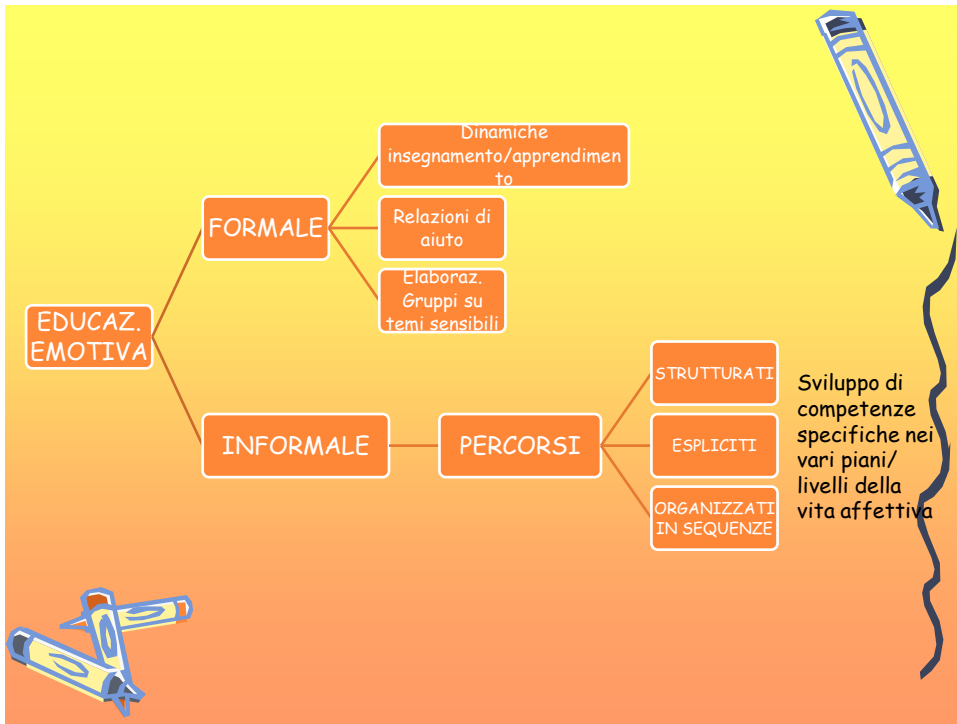 Dinamiche
insegnamento/apprendimen
to
FORMALE
Relazioni di
aiuto
Elaboraz.
Gruppi su
temi sensibili
EDUCAZ.
EMOTIVA
INFORMALE
PERCORSI
STRUTTURATI
ESPLICITI
ORGANIZZATI
IN SEQUENZE
Sviluppo di
competenze
specifiche nei
vari piani/
livelli della
vita affettiva